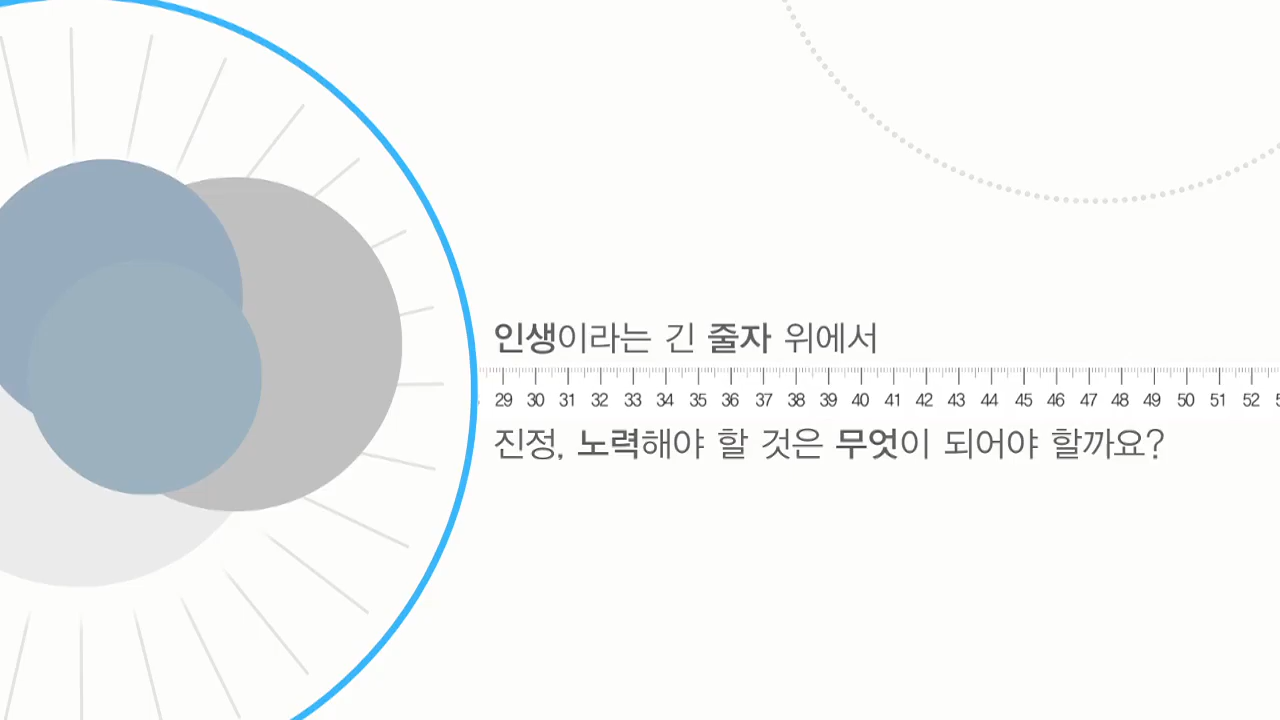 인생이라는 긴 줄자 위에서
29 30 31 32 33 34 35 36 37 38 39 40 41 42 43 44 45 46 47 48 49 50 51 52
진정, 노력해야 할 것은 무엇이 되어야 할까요?